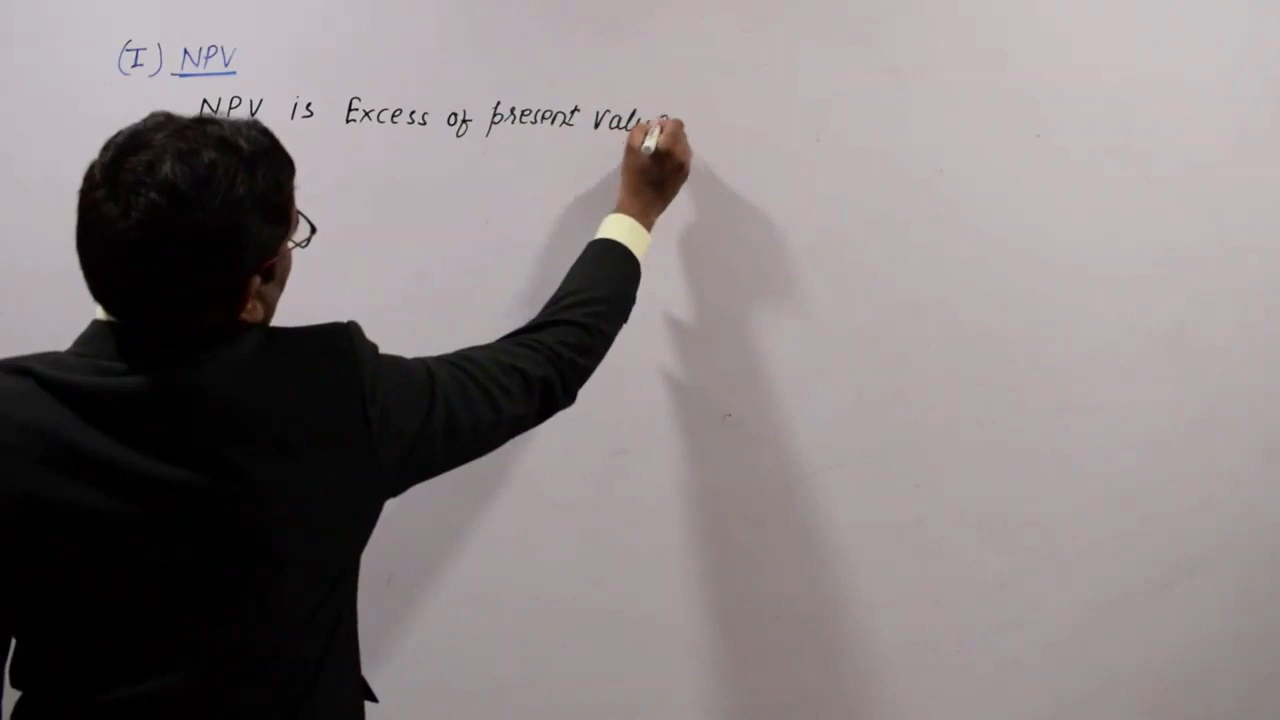 (I) NPV
NPV is Excess of present value